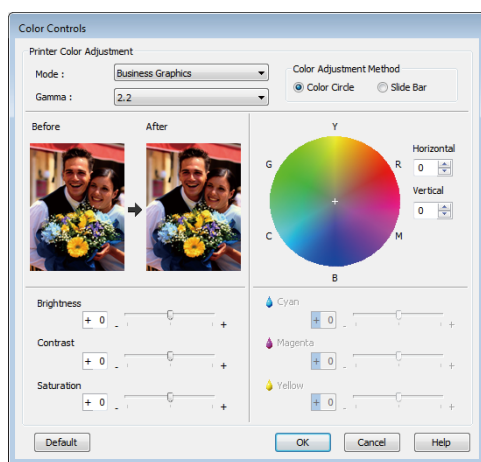 Color Controls
Printer Color Adjustment
Mode : Business Graphics
Gamma : 2.2
Color Adjustment Method
Color Circle Slide Bar
Before After
Y
G R
C M
B
Horizontal
0
Vertical
0
Brightness
+ 0 - +
Contrast
+ 0 - +
Saturation
+ 0 - +
Cyan
+ 0 - +
Magenta
+ 0 - +
Yellow
+ 0 - +
Default OK Cancel Help